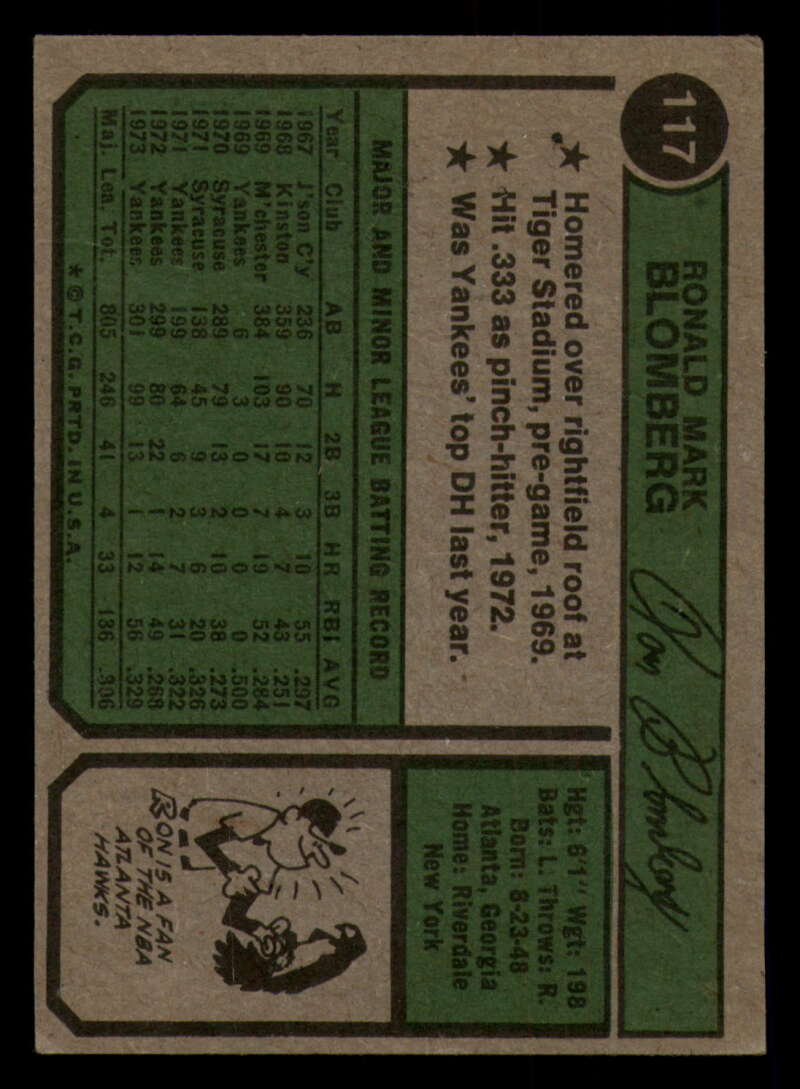 117
RONALD MARK
BLOMBERG
Ron Blomberg
★ Homered over rightfield roof at
Tiger Stadium, pre-game, 1969.
★ Hit .333 as pinch-hitter, 1972.
★ Was Yankees' top DH last year.
MAJOR AND MINOR LEAGUE BATTING RECORD
Year Club AB H 2B 3B HR RBI AVG
1967 J'son C'y 236 70 12 3 10 55 .297
1968 Kinston 359 90 10 4 7 43 .251
1969 M'chester 384 103 17 7 19 52 .284
1969 Yankees 6 3 0 0 0 0 .500
1970 Syracuse 289 79 13 2 10 38 .273
1971 Syracuse 138 45 9 3 6 20 .326
1971 Yankees 199 64 6 2 7 31 .322
1972 Yankees 299 80 22 1 14 49 .268
1973 Yankees 301 99 13 1 12 56 .329
Maj. Lea. Tot. 805 246 41 4 33 136 .306
* © T.C.G. PRTD. IN U.S.A.
Hgt: 6'1" Wgt: 198
Bats: L. Throws: R.
Born: 8-23-48
Atlanta, Georgia
Home: Riverdale
New York
RON IS A FAN
OF THE NBA
ATLANTA
HAWKS.